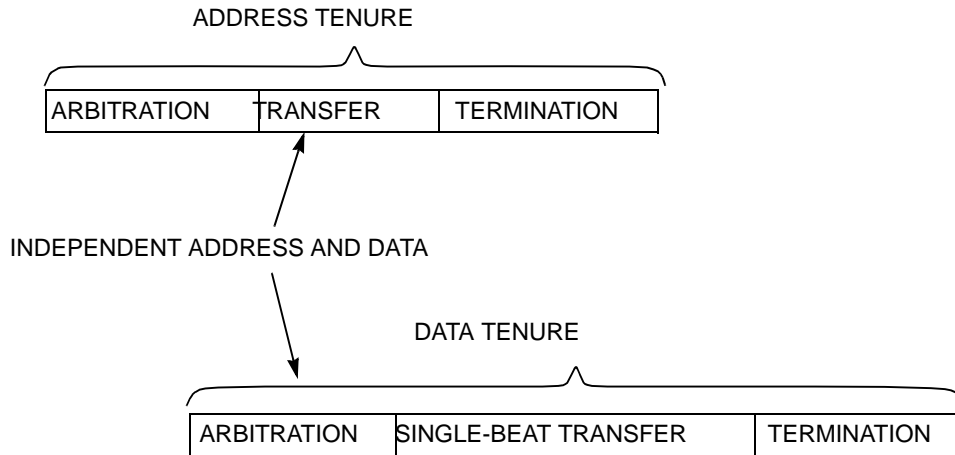 ADDRESS TENURE
ARBITRATION TRANSFER TERMINATION
INDEPENDENT ADDRESS AND DATA
DATA TENURE
ARBITRATION SINGLE-BEAT TRANSFER TERMINATION